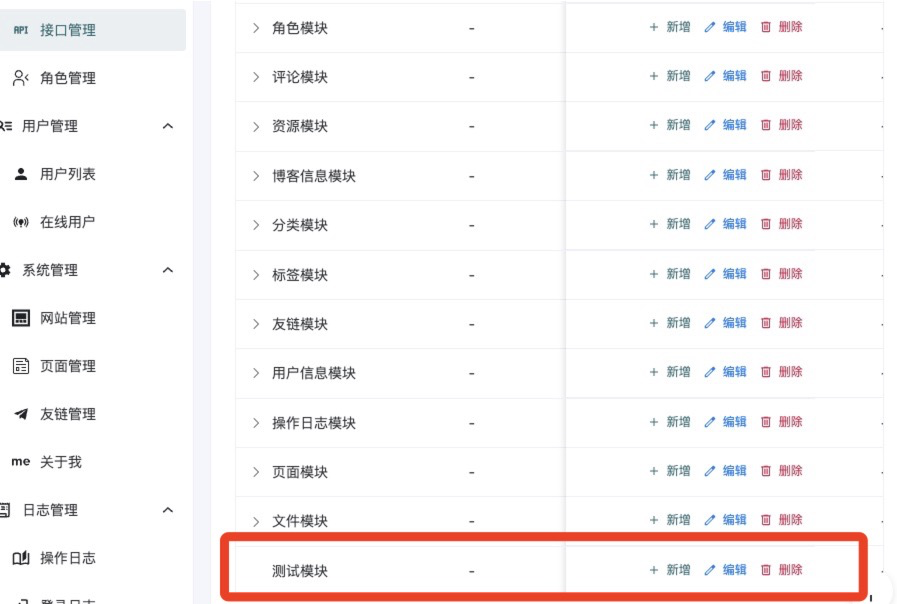 API 接口管理
角色管理
用户管理
用户列表
在线用户
系统管理
网站管理
页面管理
友链管理
me 关于我
日志管理
操作日志
角色模块 - + 新增 编辑 删除
评论模块 - + 新增 编辑 删除
资源模块 - + 新增 编辑 删除
博客信息模块 - + 新增 编辑 删除
分类模块 - + 新增 编辑 删除
标签模块 - + 新增 编辑 删除
友链模块 - + 新增 编辑 删除
用户信息模块 - + 新增 编辑 删除
操作日志模块 - + 新增 编辑 删除
页面模块 - + 新增 编辑 删除
文件模块 - + 新增 编辑 删除
测试模块 - + 新增 编辑 删除